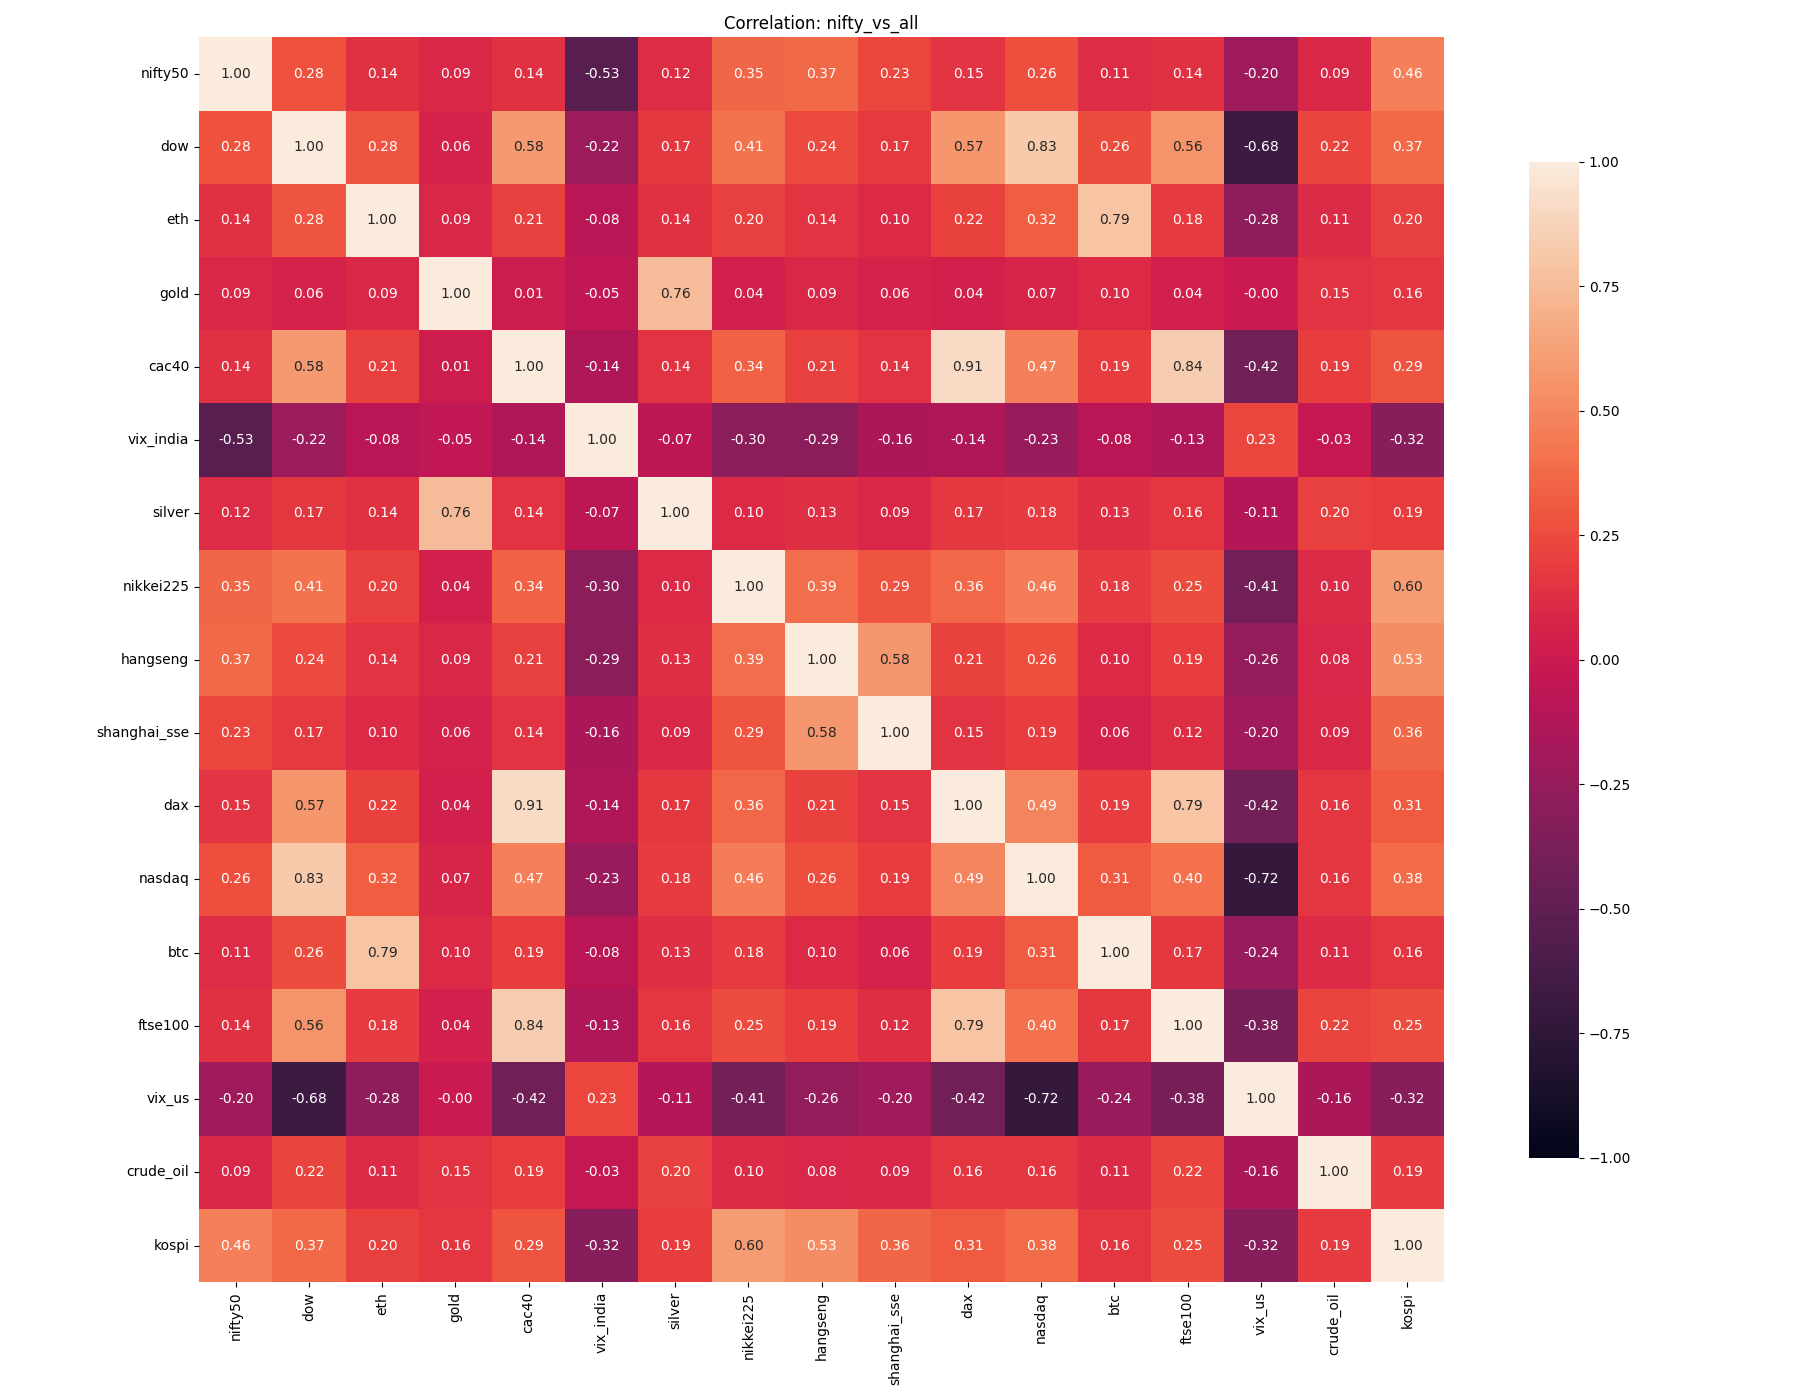 Correlation: nifty_vs_all
nifty50 1.00 0.28 0.14 0.09 0.14 -0.53 0.12 0.35 0.37 0.23 0.15 0.26 0.11 0.14 -0.20 0.09 0.46
dow 0.28 1.00 0.28 0.06 0.58 -0.22 0.17 0.41 0.24 0.17 0.57 0.83 0.26 0.56 -0.68 0.22 0.37
eth 0.14 0.28 1.00 0.09 0.21 -0.08 0.14 0.20 0.14 0.10 0.22 0.32 0.79 0.18 -0.28 0.11 0.20
gold 0.09 0.06 0.09 1.00 0.01 -0.05 0.76 0.04 0.09 0.06 0.04 0.07 0.10 0.04 -0.00 0.15 0.16
cac40 0.14 0.58 0.21 0.01 1.00 -0.14 0.14 0.34 0.21 0.14 0.91 0.47 0.19 0.84 -0.42 0.19 0.29
vix_india -0.53 -0.22 -0.08 -0.05 -0.14 1.00 -0.07 -0.30 -0.29 -0.16 -0.14 -0.23 -0.08 -0.13 0.23 -0.03 -0.32
silver 0.12 0.17 0.14 0.76 0.14 -0.07 1.00 0.10 0.13 0.09 0.17 0.18 0.13 0.16 -0.11 0.20 0.19
nikkei225 0.35 0.41 0.20 0.04 0.34 -0.30 0.10 1.00 0.39 0.29 0.36 0.46 0.18 0.25 -0.41 0.10 0.60
hangseng 0.37 0.24 0.14 0.09 0.21 -0.29 0.13 0.39 1.00 0.58 0.21 0.26 0.10 0.19 -0.26 0.08 0.53
shanghai_sse 0.23 0.17 0.10 0.06 0.14 -0.16 0.09 0.29 0.58 1.00 0.15 0.19 0.06 0.12 -0.20 0.09 0.36
dax 0.15 0.57 0.22 0.04 0.91 -0.14 0.17 0.36 0.21 0.15 1.00 0.49 0.19 0.79 -0.42 0.16 0.31
nasdaq 0.26 0.83 0.32 0.07 0.47 -0.23 0.18 0.46 0.26 0.19 0.49 1.00 0.31 0.40 -0.72 0.16 0.38
btc 0.11 0.26 0.79 0.10 0.19 -0.08 0.13 0.18 0.10 0.06 0.19 0.31 1.00 0.17 -0.24 0.11 0.16
ftse100 0.14 0.56 0.18 0.04 0.84 -0.13 0.16 0.25 0.19 0.12 0.79 0.40 0.17 1.00 -0.38 0.22 0.25
vix_us -0.20 -0.68 -0.28 -0.00 -0.42 0.23 -0.11 -0.41 -0.26 -0.20 -0.42 -0.72 -0.24 -0.38 1.00 -0.16 -0.32
crude_oil 0.09 0.22 0.11 0.15 0.19 -0.03 0.20 0.10 0.08 0.09 0.16 0.16 0.11 0.22 -0.16 1.00 0.19
kospi 0.46 0.37 0.20 0.16 0.29 -0.32 0.19 0.60 0.53 0.36 0.31 0.38 0.16 0.25 -0.32 0.19 1.00
nifty50 dow eth gold cac40 vix_india silver nikkei225 hangseng shanghai_sse dax nasdaq btc ftse100 vix_us crude_oil kospi
1.00
0.75
0.50
0.25
0.00
−0.25
−0.50
−0.75
−1.00